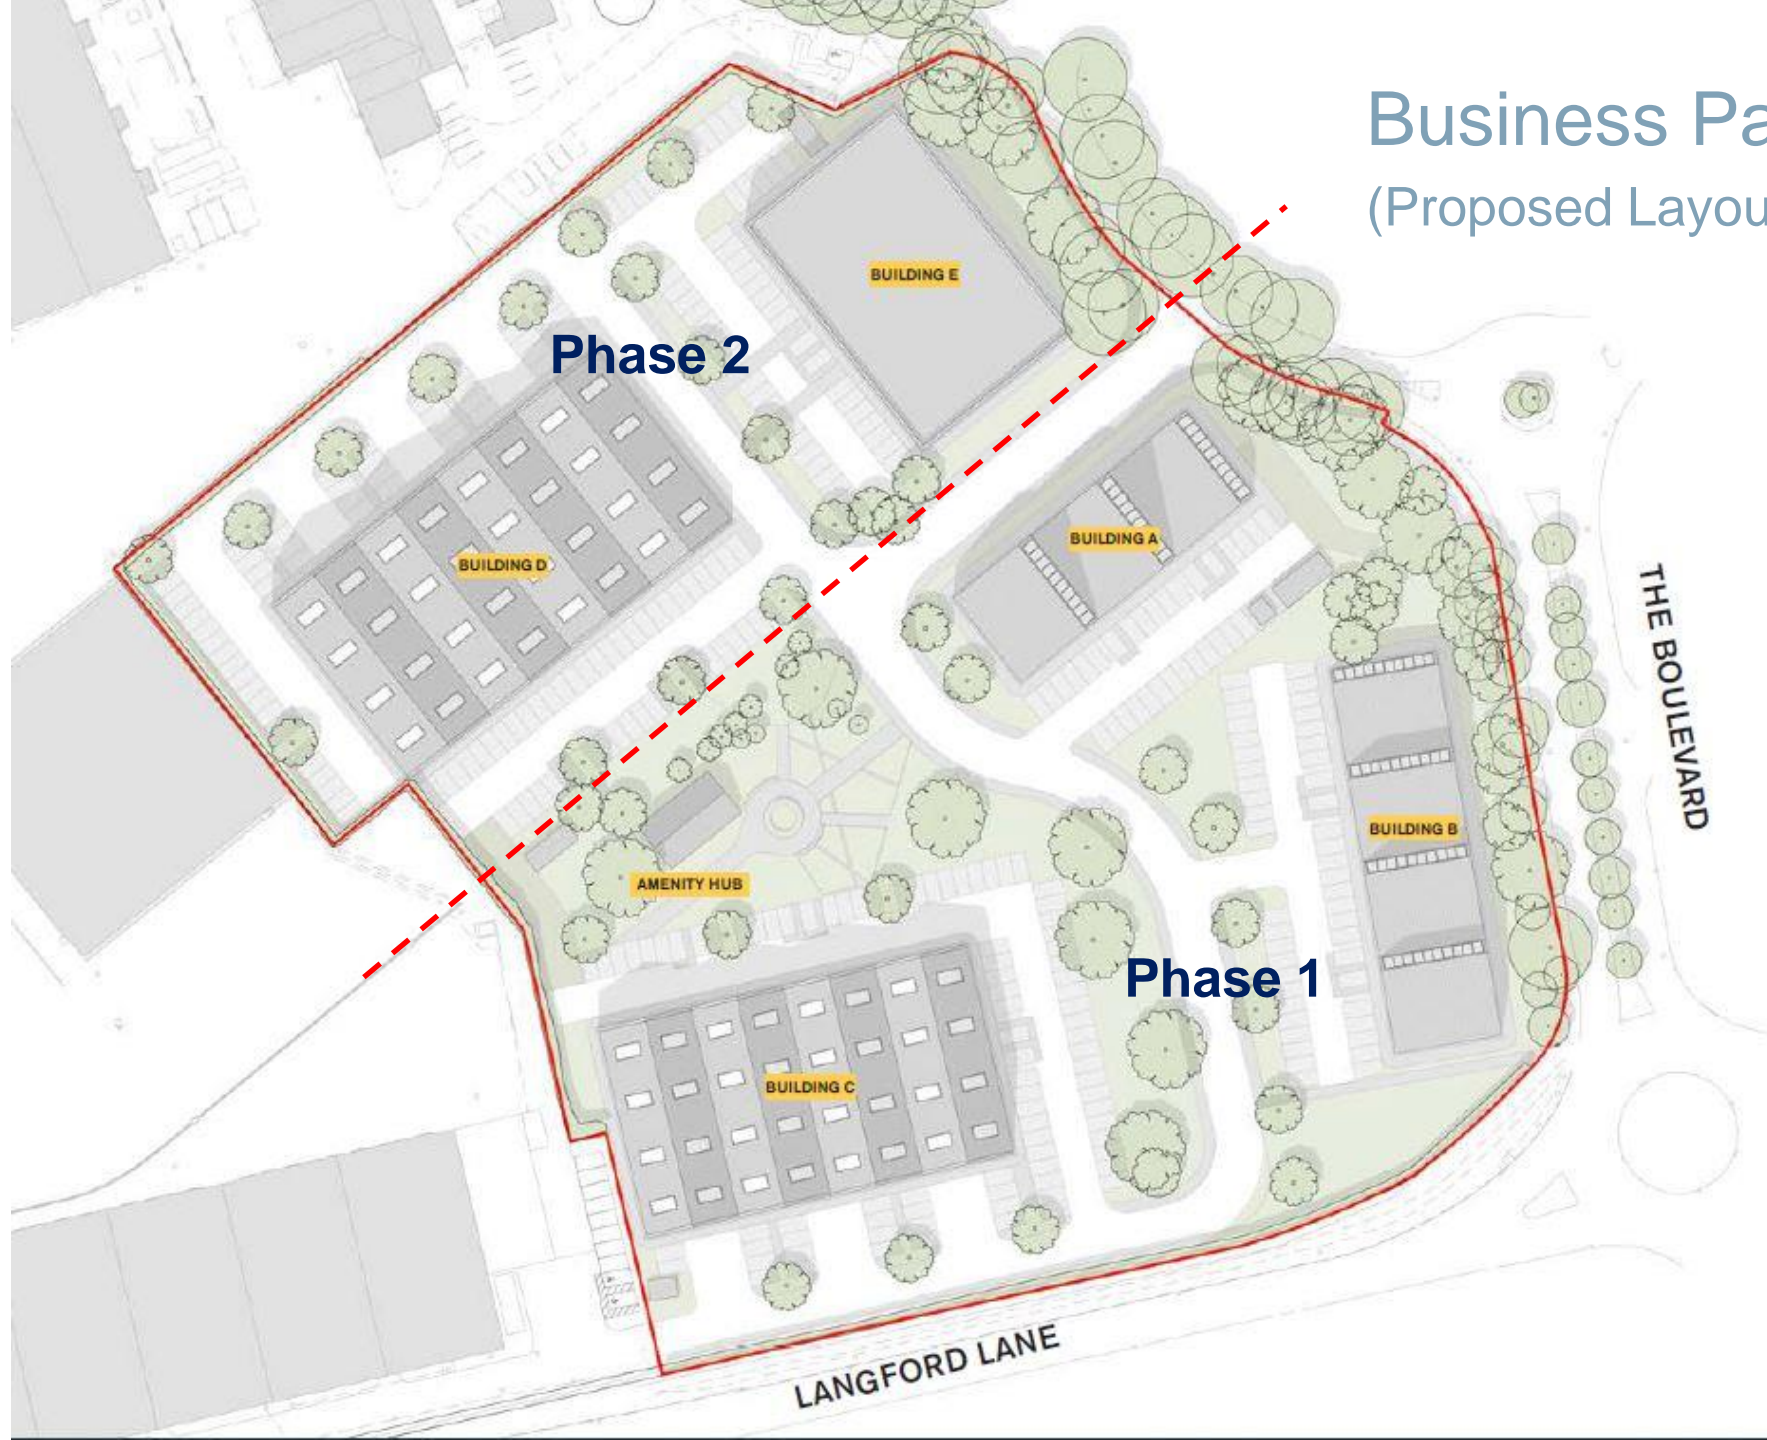 Business Pa
(Proposed Layou
BUILDING E
Phase 2
BUILDING A
BUILDING D
THE BOULEVARD
BUILDING B
AMENITY HUB
Phase 1
BUILDING C
LANGFORD LANE